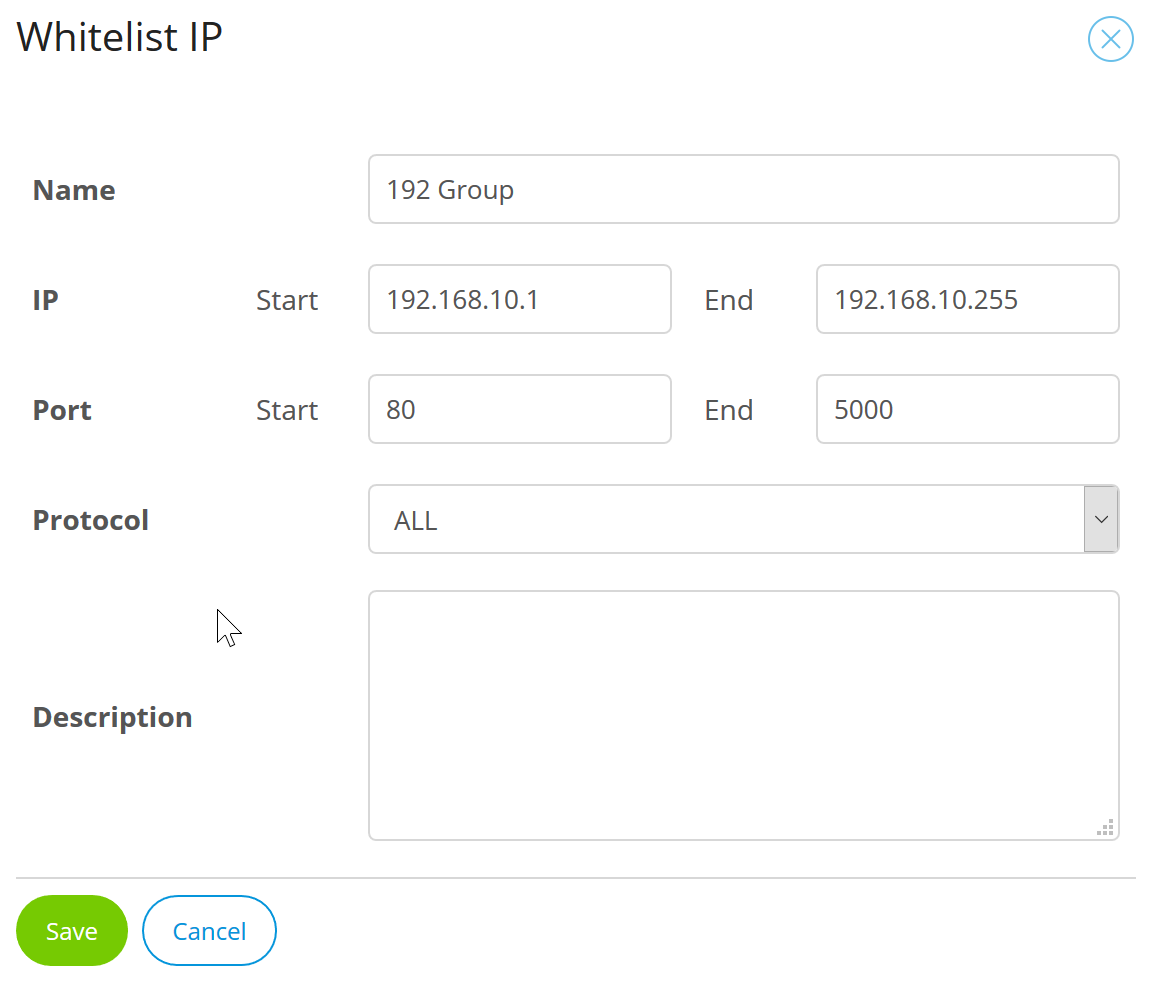 Whitelist IP
Name 192 Group
IP Start 192.168.10.1 End 192.168.10.255
Port Start 80 End 5000
Protocol ALL
Description
Save Cancel